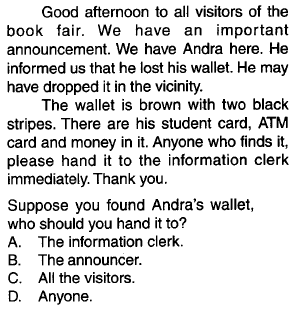 Good afternoon to all visitors of the
book fair. We have an important
announcement. We have Andra here. He
informed us that he lost his wallet. He may
have dropped it in the vicinity.
The wallet is brown with two black
stripes. There are his student card, ATM
card and money in it. Anyone who finds it,
please hand it to the information clerk
immediately. Thank you.
Suppose you found Andra's wallet,
who should you hand it to?
A. The information clerk.
B. The announcer.
C. All the visitors.
D. Anyone.